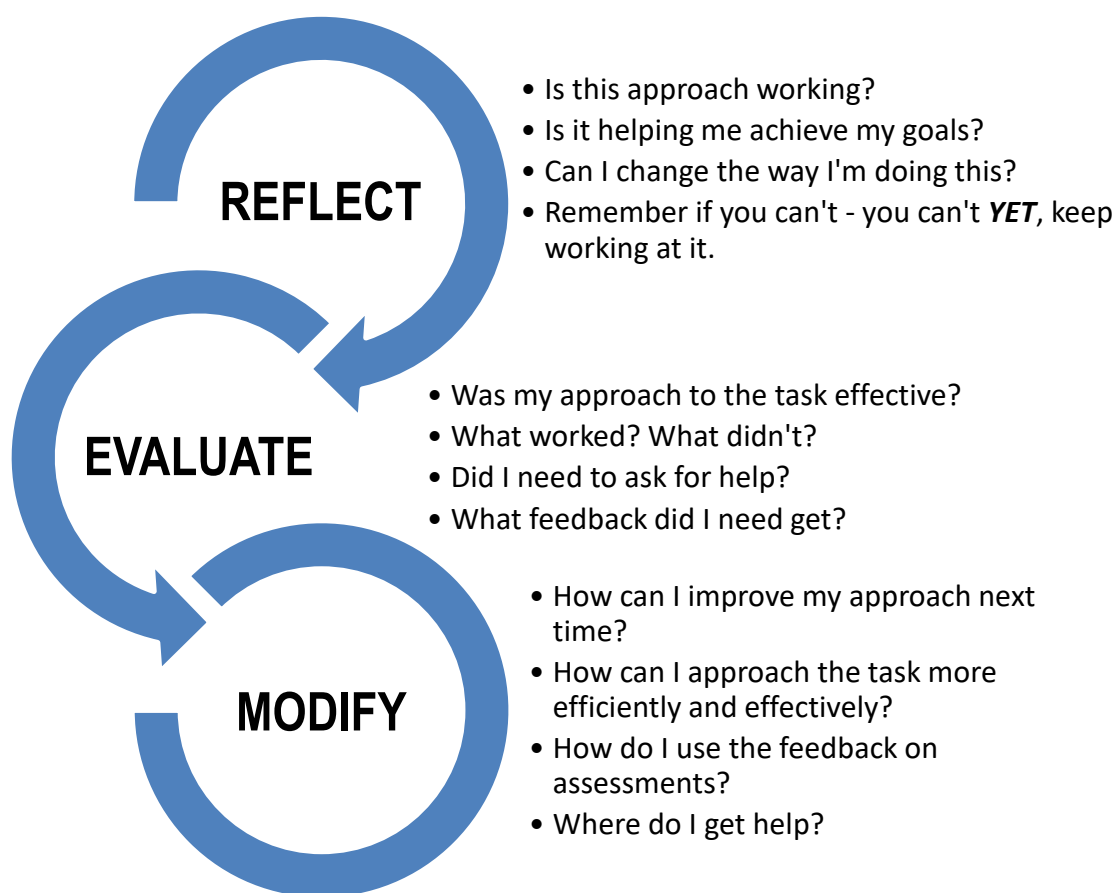 REFLECT
• Is this approach working?
• Is it helping me achieve my goals?
• Can I change the way I'm doing this?
• Remember if you can't - you can't YET, keep
working at it.
EVALUATE
• Was my approach to the task effective?
• What worked? What didn't?
• Did I need to ask for help?
• What feedback did I need get?
MODIFY
• How can I improve my approach next
time?
• How can I approach the task more
efficiently and effectively?
• How do I use the feedback on
assessments?
• Where do I get help?